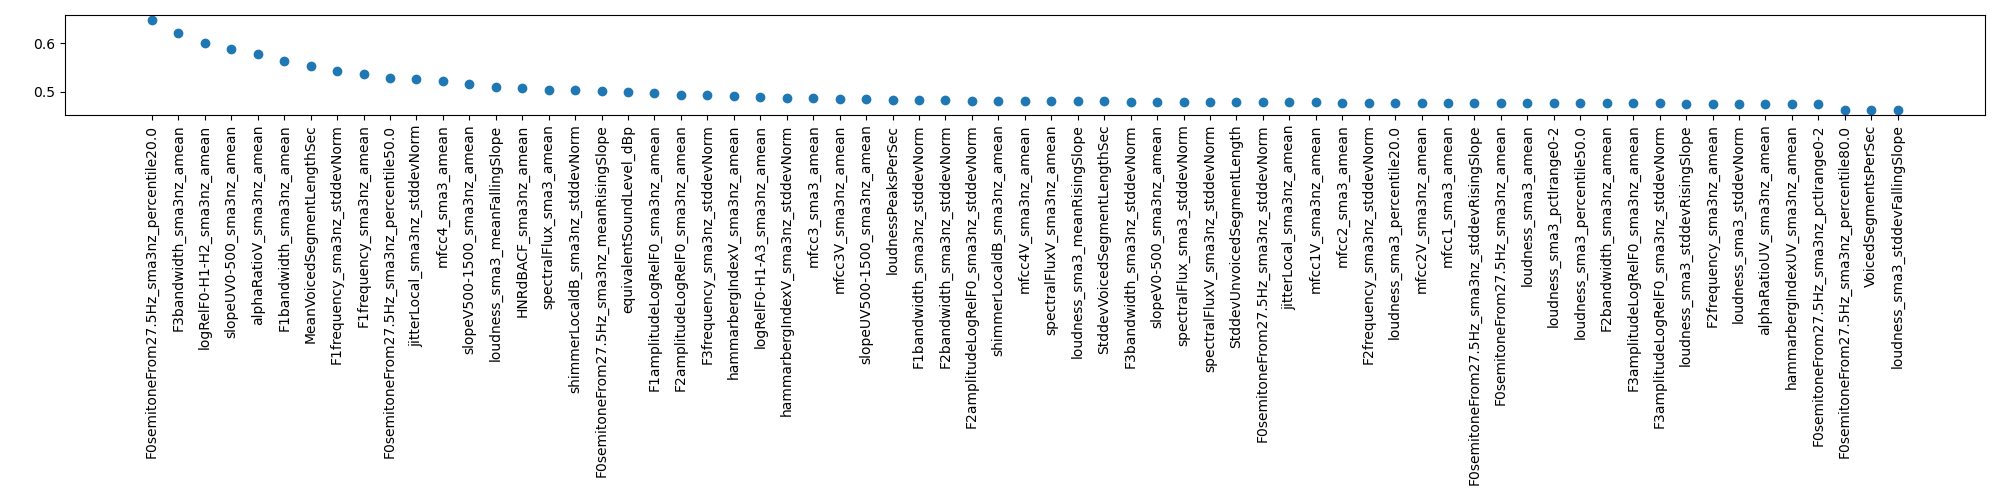 0.6
0.5
F0semitoneFrom27.5Hz_sma3nz_percentile20.0
F3bandwidth_sma3nz_amean
logRelF0-H1-H2_sma3nz_amean
slopeUV0-500_sma3nz_amean
alphaRatioV_sma3nz_amean
F1bandwidth_sma3nz_amean
MeanVoicedSegmentLengthSec
F1frequency_sma3nz_stddevNorm
F1frequency_sma3nz_amean
F0semitoneFrom27.5Hz_sma3nz_percentile50.0
jitterLocal_sma3nz_stddevNorm
mfcc4_sma3_amean
slopeV500-1500_sma3nz_amean
loudness_sma3_meanFallingSlope
HNRdBACF_sma3nz_amean
spectralFlux_sma3_amean
shimmerLocaldB_sma3nz_stddevNorm
F0semitoneFrom27.5Hz_sma3nz_meanRisingSlope
equivalentSoundLevel_dBp
F1amplitudeLogRelF0_sma3nz_amean
F2amplitudeLogRelF0_sma3nz_amean
F3frequency_sma3nz_stddevNorm
hammarbergIndexV_sma3nz_amean
logRelF0-H1-A3_sma3nz_amean
hammarbergIndexV_sma3nz_stddevNorm
mfcc3_sma3_amean
mfcc3V_sma3nz_amean
slopeUV500-1500_sma3nz_amean
loudnessPeaksPerSec
F1bandwidth_sma3nz_stddevNorm
F2bandwidth_sma3nz_stddevNorm
F2amplitudeLogRelF0_sma3nz_stddevNorm
shimmerLocaldB_sma3nz_amean
mfcc4V_sma3nz_amean
spectralFluxV_sma3nz_amean
loudness_sma3_meanRisingSlope
StddevVoicedSegmentLengthSec
F3bandwidth_sma3nz_stddevNorm
slopeV0-500_sma3nz_amean
spectralFlux_sma3_stddevNorm
spectralFluxV_sma3nz_stddevNorm
StddevUnvoicedSegmentLength
F0semitoneFrom27.5Hz_sma3nz_stddevNorm
jitterLocal_sma3nz_amean
mfcc1V_sma3nz_amean
mfcc2_sma3_amean
F2frequency_sma3nz_stddevNorm
loudness_sma3_percentile20.0
mfcc2V_sma3nz_amean
mfcc1_sma3_amean
F0semitoneFrom27.5Hz_sma3nz_stddevRisingSlope
F0semitoneFrom27.5Hz_sma3nz_amean
loudness_sma3_amean
loudness_sma3_pctlrange0-2
loudness_sma3_percentile50.0
F2bandwidth_sma3nz_amean
F3amplitudeLogRelF0_sma3nz_amean
F3amplitudeLogRelF0_sma3nz_stddevNorm
loudness_sma3_stddevRisingSlope
F2frequency_sma3nz_amean
loudness_sma3_stddevNorm
alphaRatioUV_sma3nz_amean
hammarbergIndexUV_sma3nz_amean
F0semitoneFrom27.5Hz_sma3nz_pctlrange0-2
F0semitoneFrom27.5Hz_sma3nz_percentile80.0
VoicedSegmentsPerSec
loudness_sma3_stddevFallingSlope